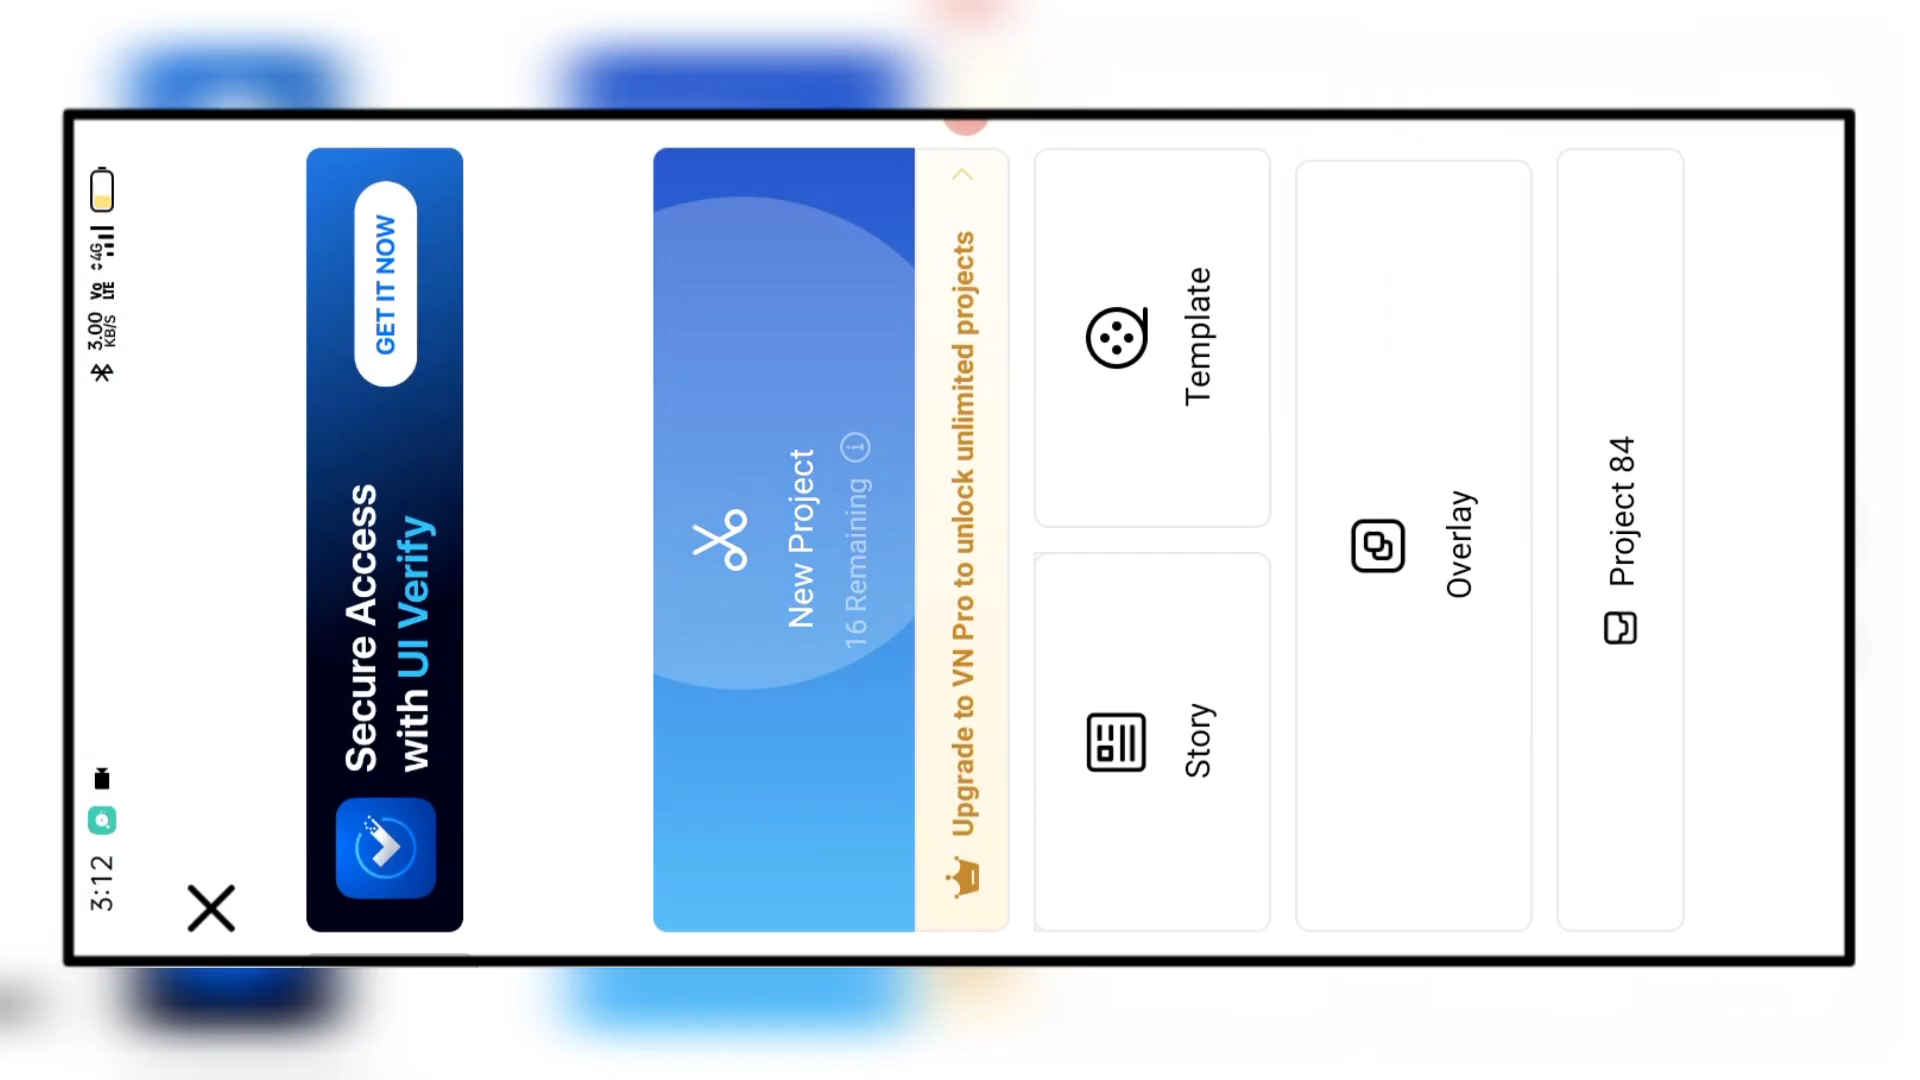 3:12
3.00
KB/S
Vo
LTE
4G
Secure Access
with UI Verify
GET IT NOW
New Project
16 Remaining
Upgrade to VN Pro to unlock unlimited projects
Story
Template
Overlay
Project 84